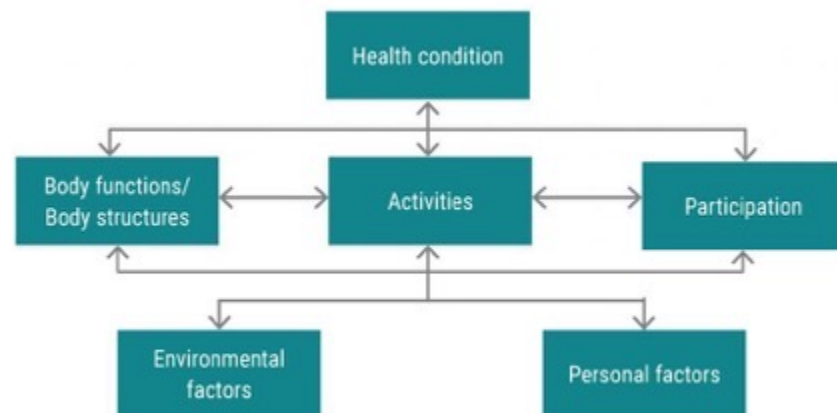 Health condition
Body functions/
Body structures
Activities
Participation
Environmental
factors
Personal factors